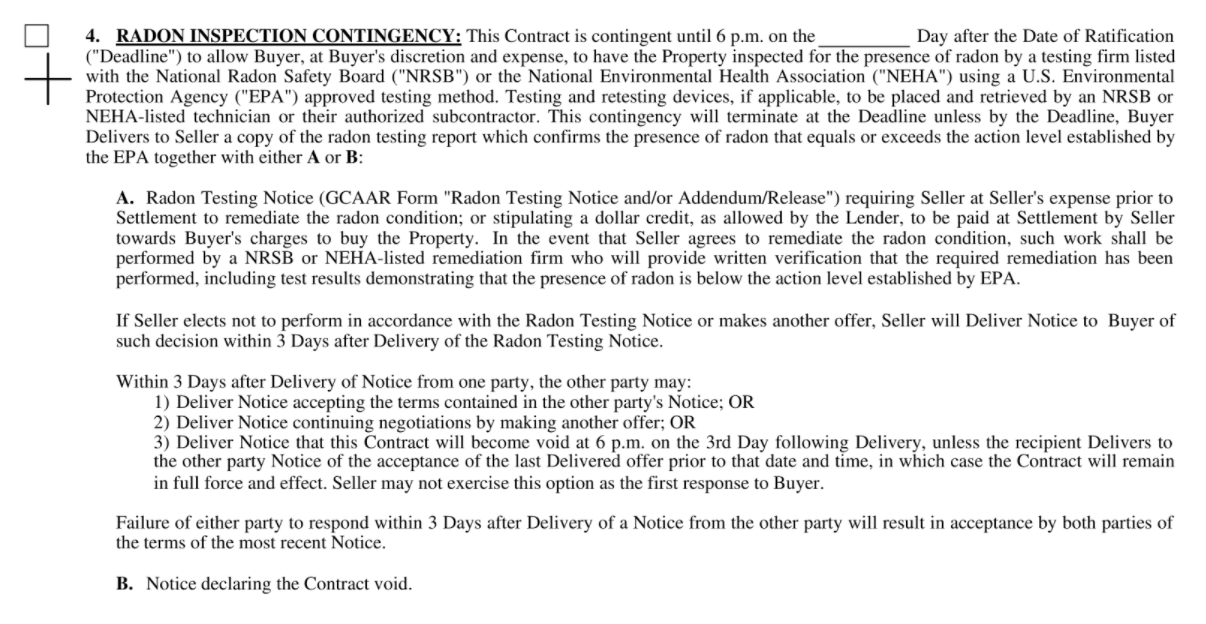 4. RADON INSPECTION CONTINGENCY: This Contract is contingent until 6 p.m. on the __________ Day after the Date of Ratification
("Deadline") to allow Buyer, at Buyer's discretion and expense, to have the Property inspected for the presence of radon by a testing firm listed
with the National Radon Safety Board ("NRSB") or the National Environmental Health Association ("NEHA") using a U.S. Environmental
Protection Agency ("EPA") approved testing method. Testing and retesting devices, if applicable, to be placed and retrieved by an NRSB or
NEHA-listed technician or their authorized subcontractor. This contingency will terminate at the Deadline unless by the Deadline, Buyer
Delivers to Seller a copy of the radon testing report which confirms the presence of radon that equals or exceeds the action level established by
the EPA together with either A or B:
A. Radon Testing Notice (GCAAR Form "Radon Testing Notice and/or Addendum/Release") requiring Seller at Seller's expense prior to
Settlement to remediate the radon condition; or stipulating a dollar credit, as allowed by the Lender, to be paid at Settlement by Seller
towards Buyer's charges to buy the Property. In the event that Seller agrees to remediate the radon condition, such work shall be
performed by a NRSB or NEHA-listed remediation firm who will provide written verification that the required remediation has been
performed, including test results demonstrating that the presence of radon is below the action level established by EPA.
If Seller elects not to perform in accordance with the Radon Testing Notice or makes another offer, Seller will Deliver Notice to Buyer of
such decision within 3 Days after Delivery of the Radon Testing Notice.
Within 3 Days after Delivery of Notice from one party, the other party may:
1) Deliver Notice accepting the terms contained in the other party's Notice; OR
2) Deliver Notice continuing negotiations by making another offer; OR
3) Deliver Notice that this Contract will become void at 6 p.m. on the 3rd Day following Delivery, unless the recipient Delivers to
the other party Notice of the acceptance of the last Delivered offer prior to that date and time, in which case the Contract will remain
in full force and effect. Seller may not exercise this option as the first response to Buyer.
Failure of either party to respond within 3 Days after Delivery of a Notice from the other party will result in acceptance by both parties of
the terms of the most recent Notice.
B. Notice declaring the Contract void.